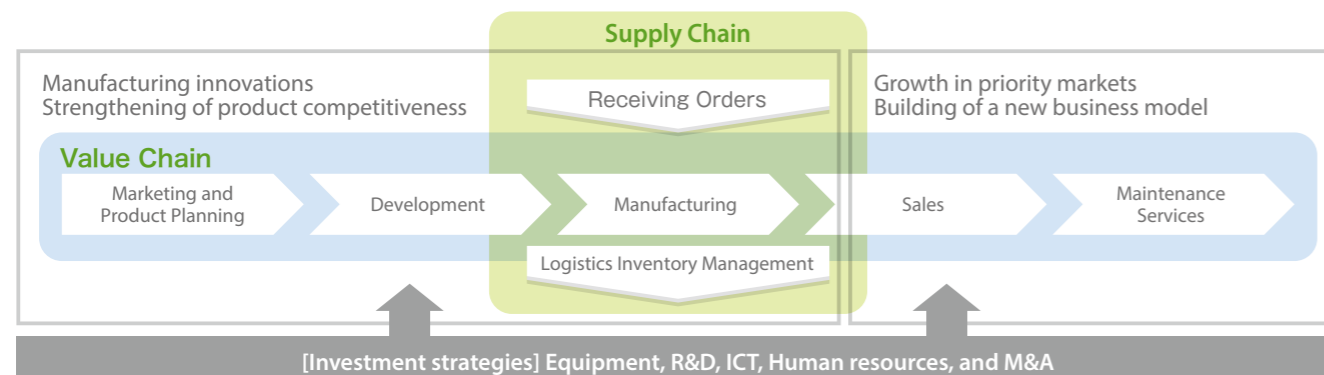 Supply Chain
Manufacturing innovations
Strengthening of product competitiveness
Receiving Orders
Growth in priority markets
Building of a new business model
Value Chain
Marketing and
Product Planning
Development
Manufacturing
Sales
Maintenance
Services
Logistics Inventory Management
[Investment strategies] Equipment, R&D, ICT, Human resources, and M&A